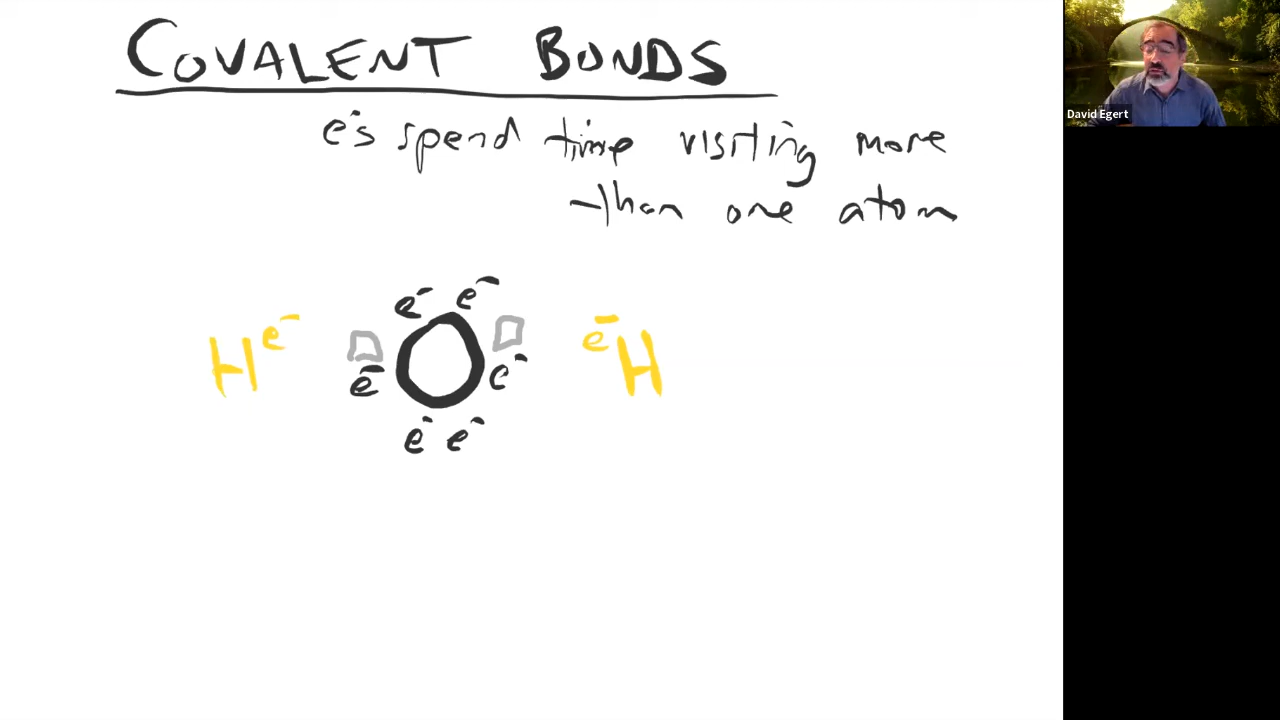 COVALENT BONDS
e⁻'s spend time visiting more
than one atom
e⁻ e⁻
H e⁻ e⁻ O e⁻ e⁻ H
e⁻ e⁻
David Egert